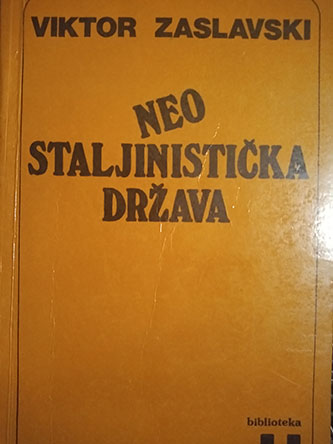 VIKTOR ZASLAVSKI
NEO
STALJINISTIČKA
DRŽAVA
biblioteka